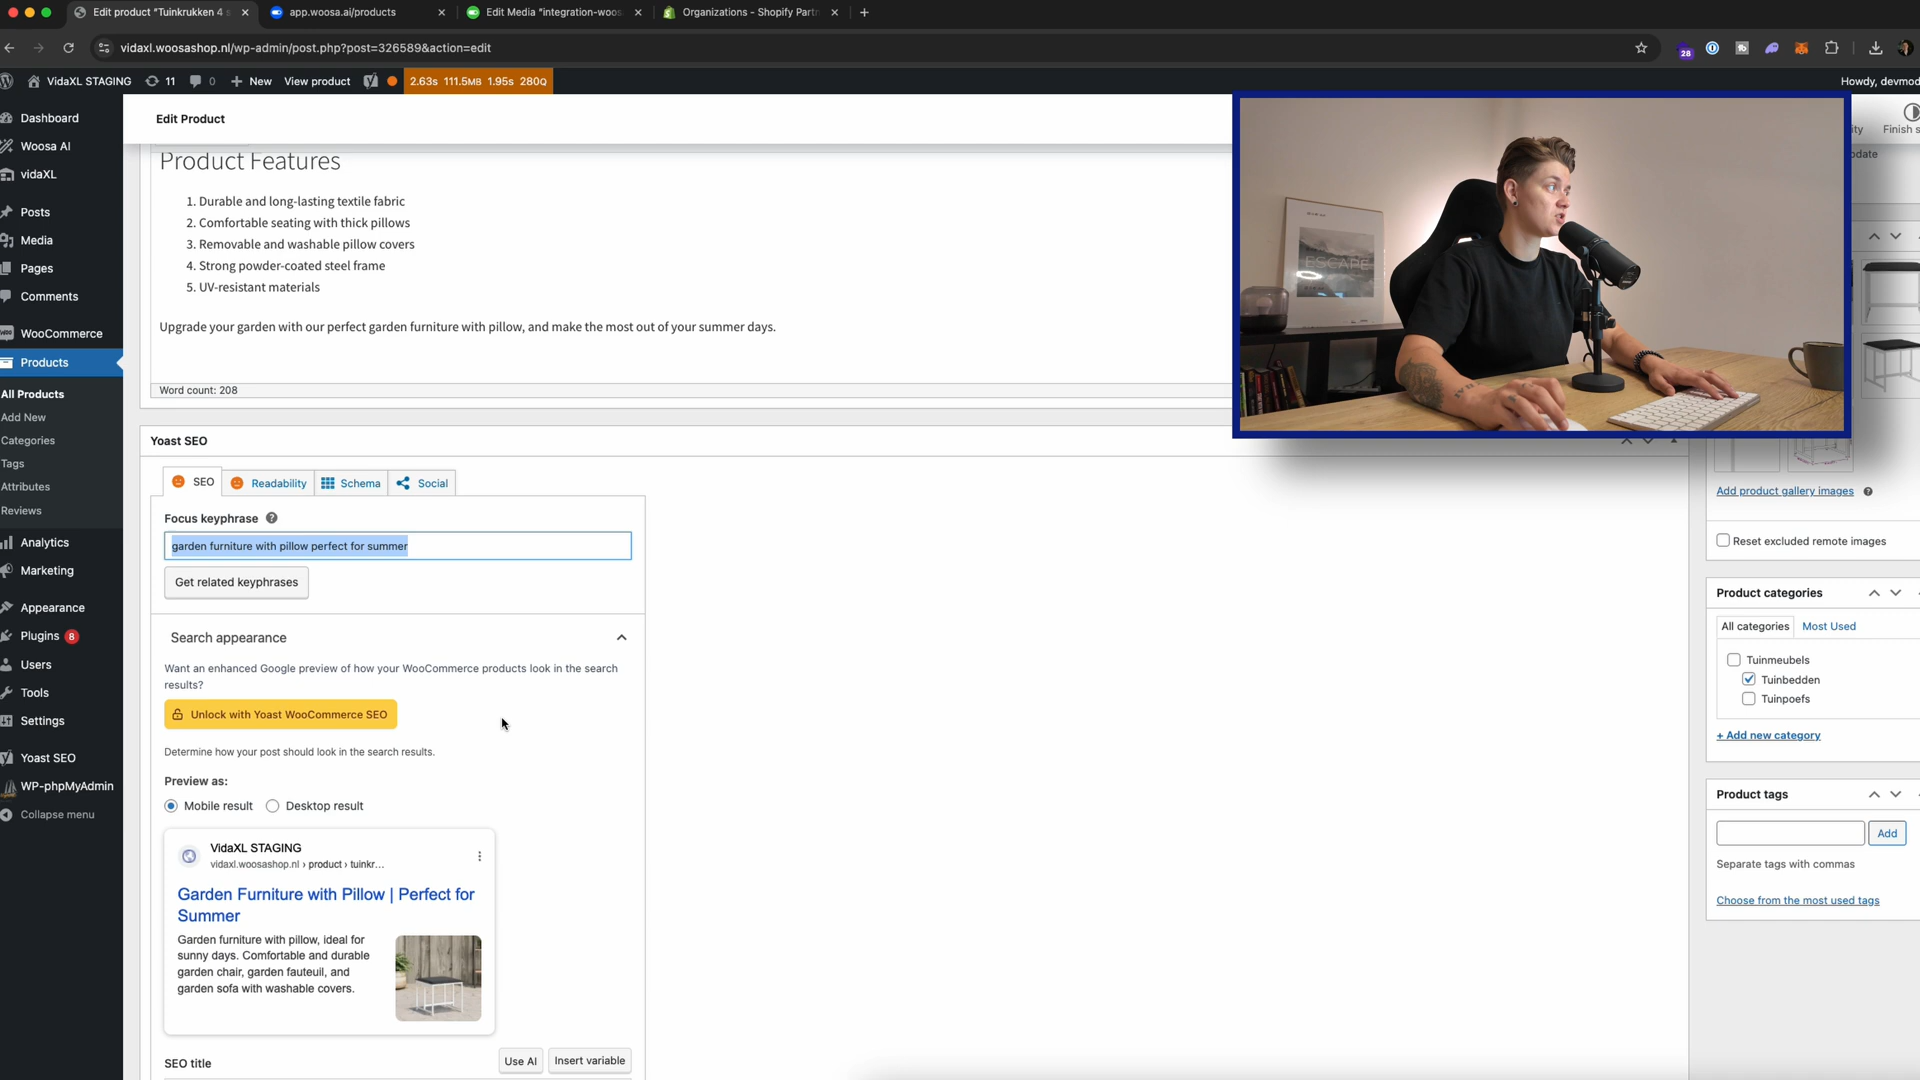 Edit product "Tuinkrukken 4 s
app.woosa.ai/products
Edit Media "integration-woos
Organizations - Shopify Part
vidaxl.woosashop.nl/wp-admin/post.php?post=326589&action=edit
28
VidaXL STAGING
11
0
New
View product
2.63s 111.5MB 1.95s 280Q
Howdy, devmod
Edit Product
Finish s
Dashboard
Woosa AI
vidaXL
Posts
Media
Pages
Comments
WooCommerce
Products
All Products
Add New
Categories
Tags
Attributes
Reviews
Analytics
Marketing
Appearance
Plugins 8
Users
Tools
Settings
Yoast SEO
WP-phpMyAdmin
Collapse menu
Product Features
1. Durable and long-lasting textile fabric
2. Comfortable seating with thick pillows
3. Removable and washable pillow covers
4. Strong powder-coated steel frame
5. UV-resistant materials
Upgrade your garden with our perfect garden furniture with pillow, and make the most out of your summer days.
Word count: 208
ESCAPE
Yoast SEO
SEO
Readability
Schema
Social
Focus keyphrase
garden furniture with pillow perfect for summer
Get related keyphrases
Search appearance
Want an enhanced Google preview of how your WooCommerce products look in the search
results?
Unlock with Yoast WooCommerce SEO
Determine how your post should look in the search results.
Preview as:
Mobile result
Desktop result
VidaXL STAGING
vidaxl.woosashop.nl › product › tuinkr...
Garden Furniture with Pillow | Perfect for
Summer
Garden furniture with pillow, ideal for
sunny days. Comfortable and durable
garden chair, garden fauteuil, and
garden sofa with washable covers.
SEO title
Use AI
Insert variable
Add product gallery images
Reset excluded remote images
Product categories
All categories
Most Used
Tuinmeubels
Tuinbedden
Tuinpoefs
+ Add new category
Product tags
Add
Separate tags with commas
Choose from the most used tags